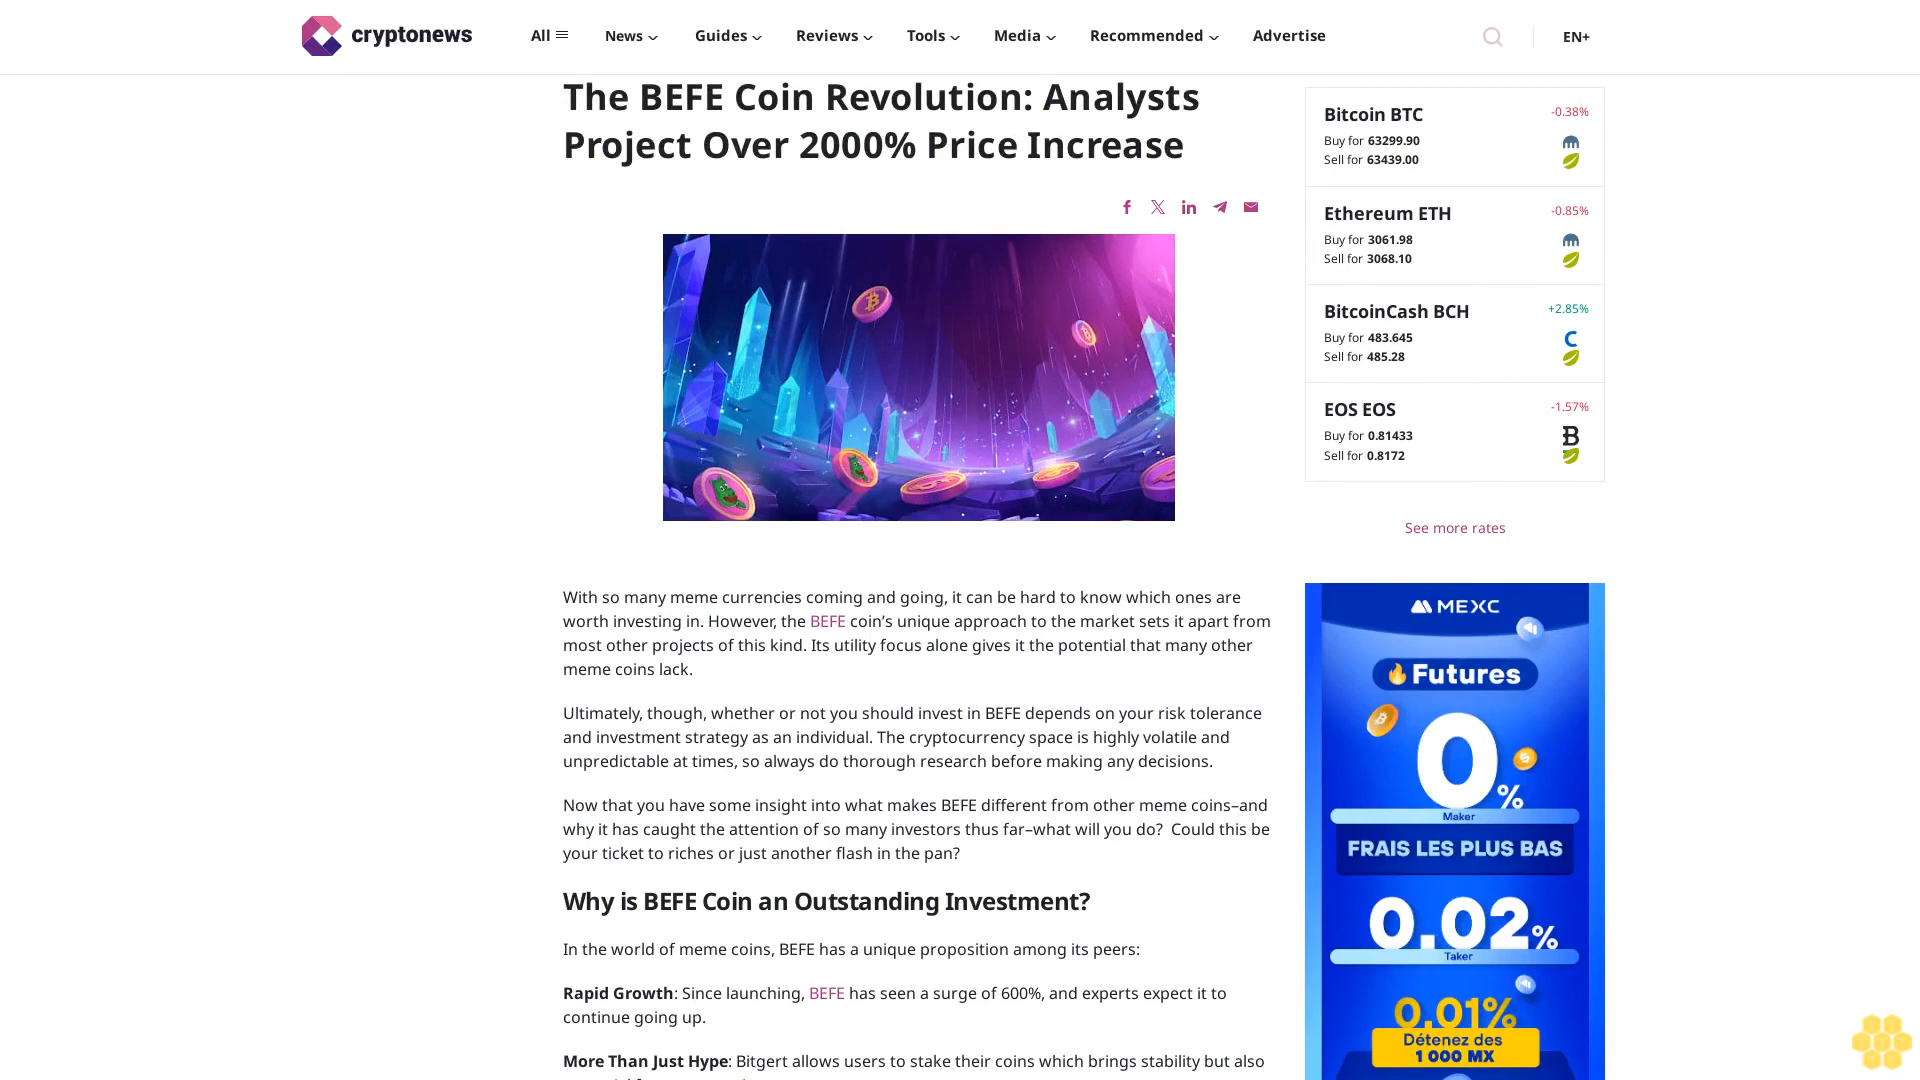 cryptonews
All
News
Guides
Reviews
Tools
Media
Recommended
Advertise
EN+
The BEFE Coin Revolution: Analysts
Project Over 2000% Price Increase
With so many meme currencies coming and going, it can be hard to know which ones are
worth investing in. However, the BEFE coin’s unique approach to the market sets it apart from
most other projects of this kind. Its utility focus alone gives it the potential that many other
meme coins lack.
Ultimately, though, whether or not you should invest in BEFE depends on your risk tolerance
and investment strategy as an individual. The cryptocurrency space is highly volatile and
unpredictable at times, so always do thorough research before making any decisions.
Now that you have some insight into what makes BEFE different from other meme coins–and
why it has caught the attention of so many investors thus far–what will you do?  Could this be
your ticket to riches or just another flash in the pan?
Why is BEFE Coin an Outstanding Investment?
In the world of meme coins, BEFE has a unique proposition among its peers:
Rapid Growth: Since launching, BEFE has seen a surge of 600%, and experts expect it to
continue going up.
More Than Just Hype: Bitgert allows users to stake their coins which brings stability but also
Bitcoin BTC
-0.38%
Buy for 63299.90
Sell for 63439.00
Ethereum ETH
-0.85%
Buy for 3061.98
Sell for 3068.10
BitcoinCash BCH
+2.85%
Buy for 483.645
Sell for 485.28
EOS EOS
-1.57%
Buy for 0.81433
Sell for 0.8172
See more rates
MEXC
Futures
0%
Maker
FRAIS LES PLUS BAS
0.02%
Taker
0.01%
Détenez des
1 000 MX